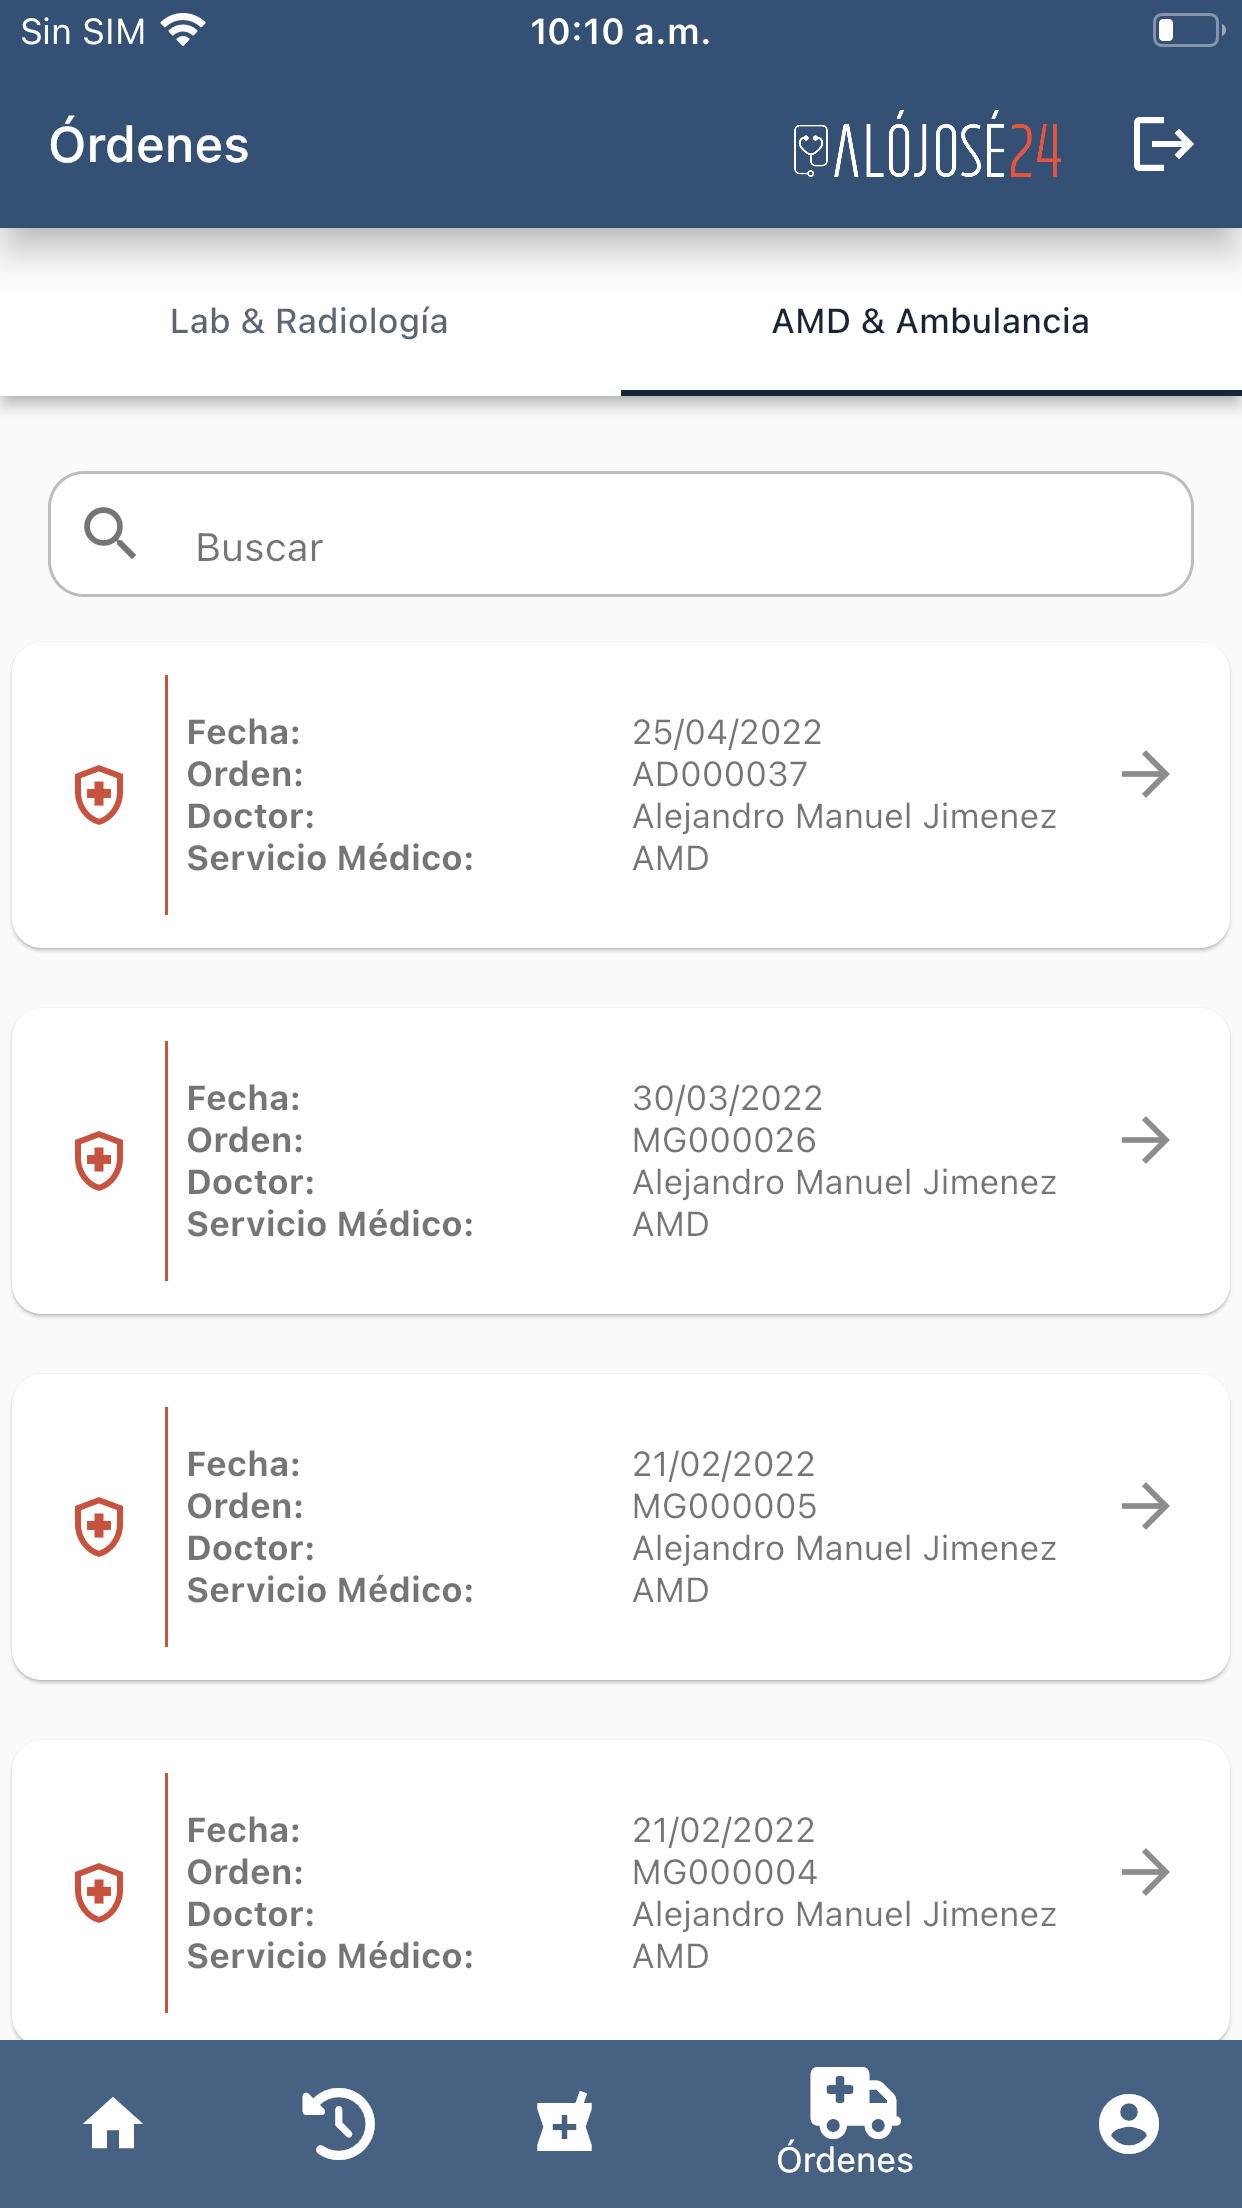 Sin SIM
10:10 a.m.
Órdenes
ALÓJOSÉ24
Lab & Radiología
AMD & Ambulancia
Buscar
Fecha: 25/04/2022
Orden: AD000037
Doctor: Alejandro Manuel Jimenez
Servicio Médico: AMD
Fecha: 30/03/2022
Orden: MG000026
Doctor: Alejandro Manuel Jimenez
Servicio Médico: AMD
Fecha: 21/02/2022
Orden: MG000005
Doctor: Alejandro Manuel Jimenez
Servicio Médico: AMD
Fecha: 21/02/2022
Orden: MG000004
Doctor: Alejandro Manuel Jimenez
Servicio Médico: AMD
Órdenes